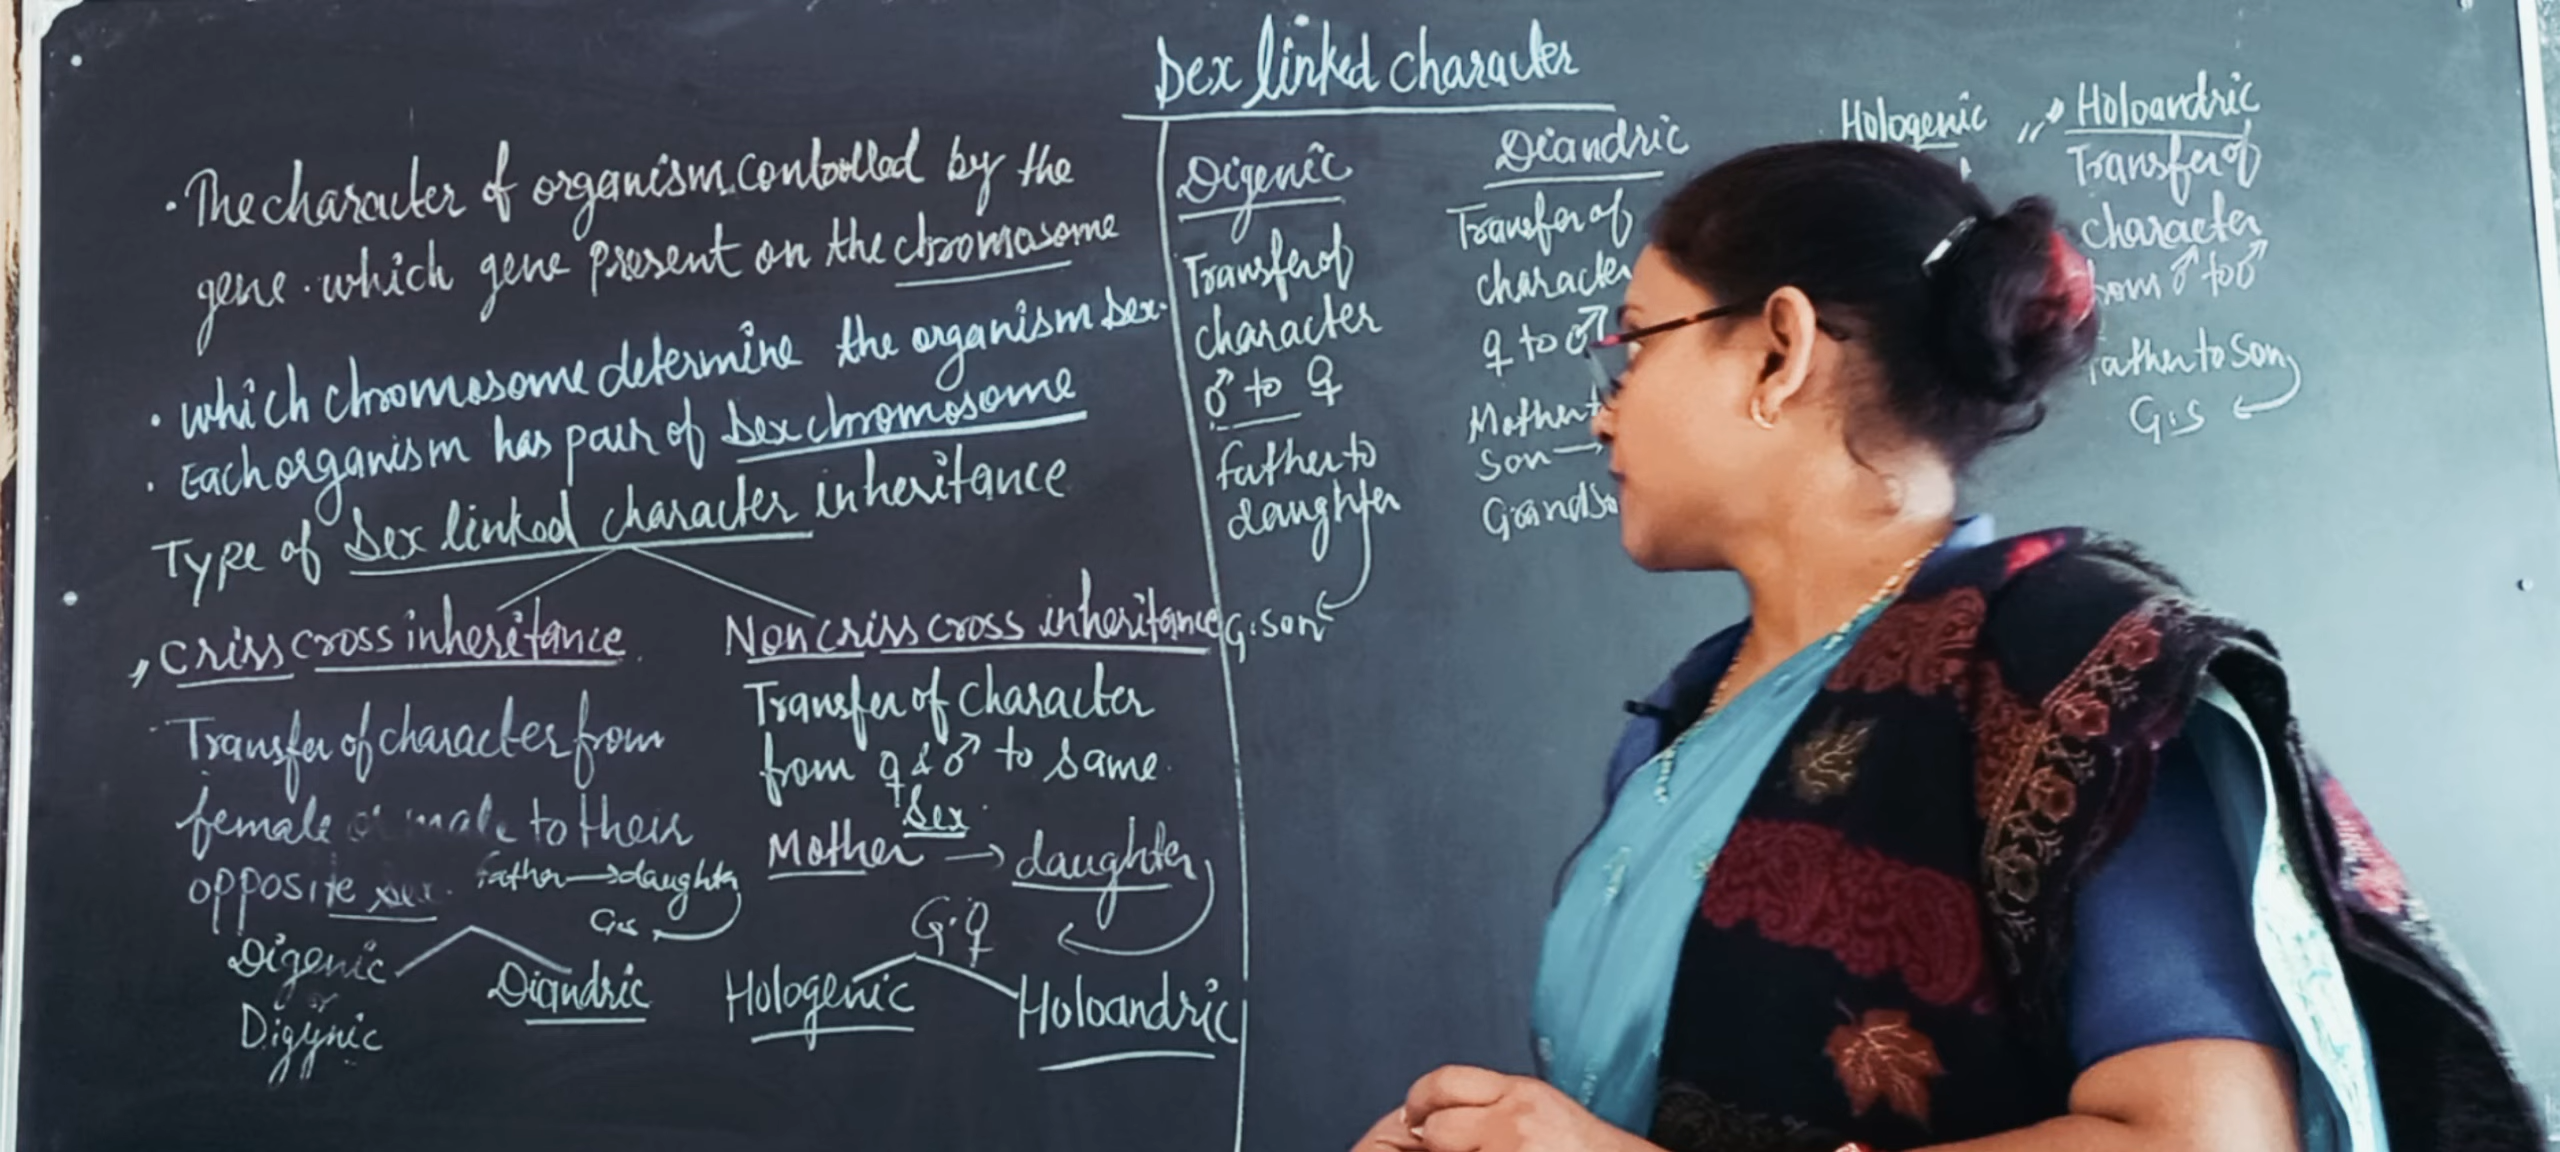 Sex linked character
. The character of organism controlled by the
gene. which gene present on the chromosome
. which chromosome determine the organism sex.
. Each organism has pair of sex chromosome
Type of Sex linked character inheritance
Criss cross inheritance
Transfer of character from
female or male to their
opposite sex. Father → daughter
G.s
Digenic
or
Digynic
Diandric
Non criss cross inheritance
Transfer of character
from ♀ & ♂ to same
Sex.
Mother → daughter
G.♀
Hologenic
Holoandric
Digenic
Transfer of
character
♂ to ♀
father to
daughter
G.son
Diandric
Transfer of
character
♀ to ♂
Mother
Son →
Hologenic
Holoandric
Transfer of
character
♂ to ♂
Father to Son
G.S